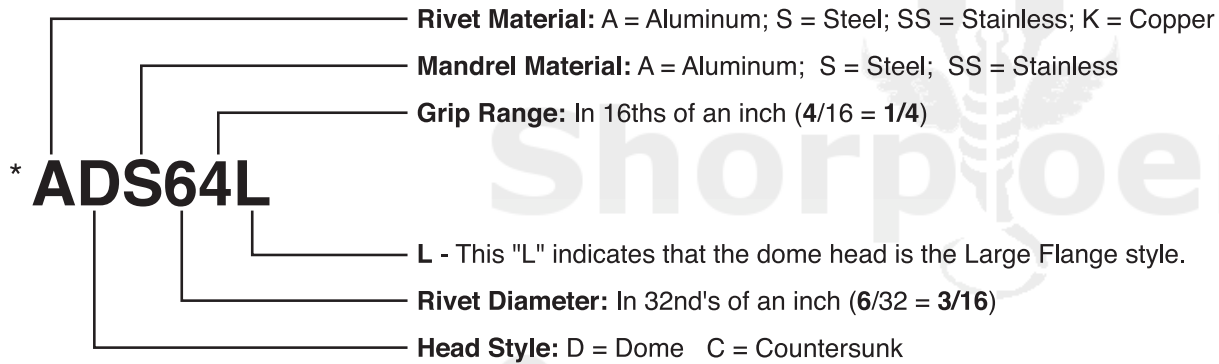 Rivet Material: A = Aluminum; S = Steel; SS = Stainless; K = Copper
Mandrel Material: A = Aluminum; S = Steel; SS = Stainless
Grip Range: In 16ths of an inch (4/16 = 1/4)
* ADS64L
L - This "L" indicates that the dome head is the Large Flange style.
Rivet Diameter: In 32nd's of an inch (6/32 = 3/16)
Head Style: D = Dome C = Countersunk